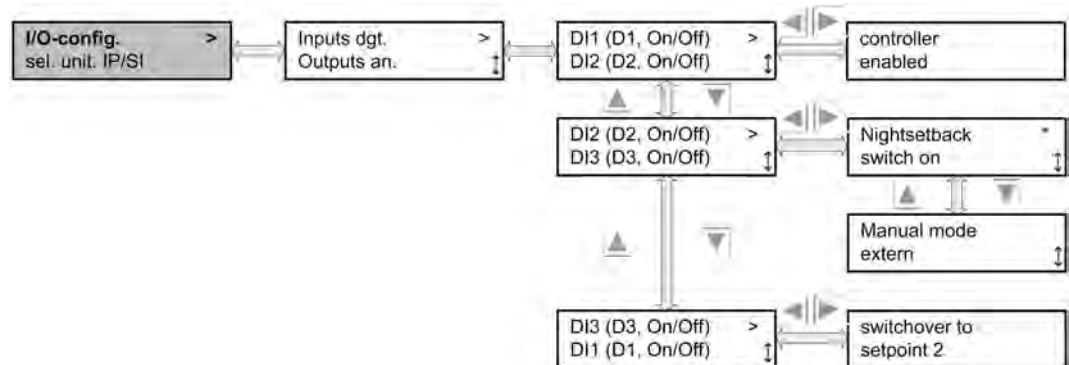 I/O-config. >
sel. unit. IP/SI
Inputs dgt. >
Outputs an.
DI1 (D1, On/Off) >
DI2 (D2, On/Off)
controller
enabled
DI2 (D2, On/Off) >
DI3 (D3, On/Off)
Nightsetback *
switch on
Manual mode
extern
DI3 (D3, On/Off) >
DI1 (D1, On/Off)
switchover to
setpoint 2